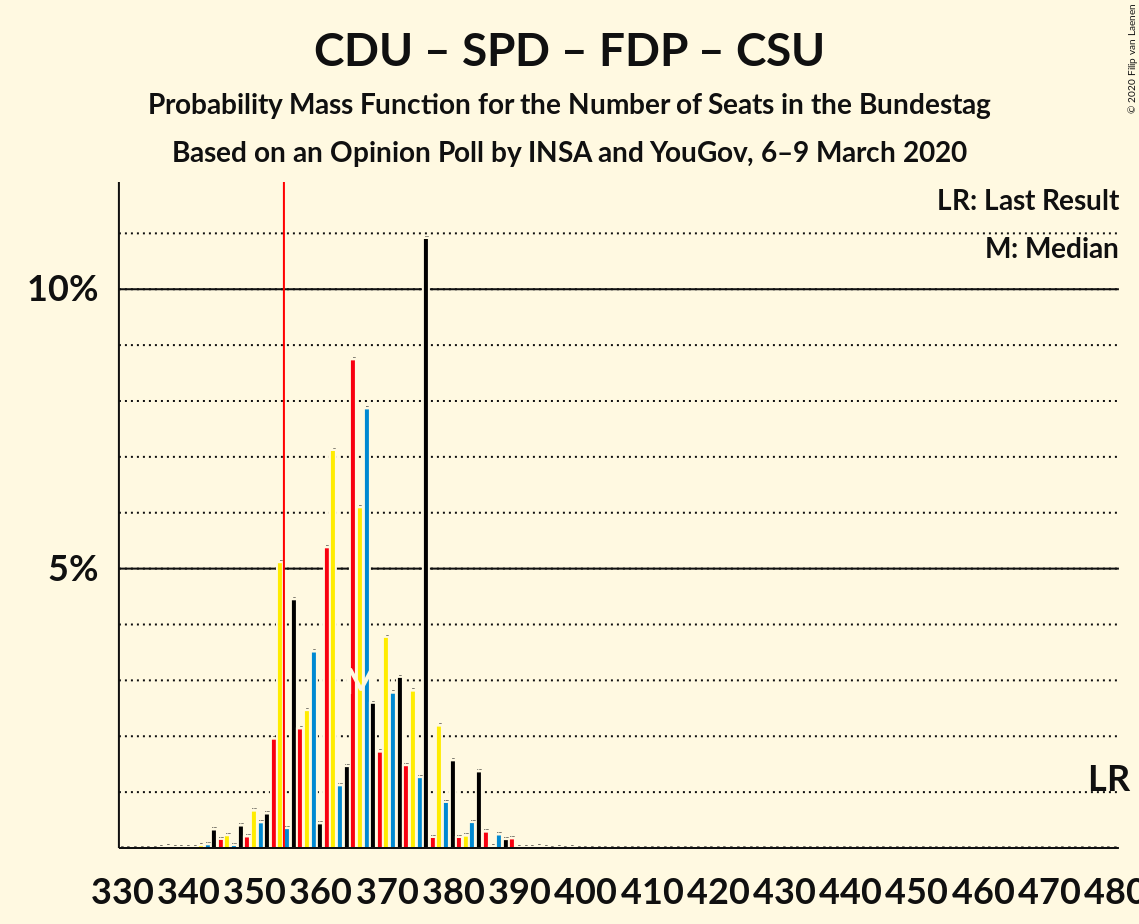 CDU – SPD – FDP – CSU
Probability Mass Function for the Number of Seats in the Bundestag
Based on an Opinion Poll by INSA and YouGov, 6–9 March 2020
© 2020 Filip van Laenen
LR: Last Result
M: Median
10%
5%
M
LR
330 340 350 360 370 380 390 400 410 420 430 440 450 460 470 480